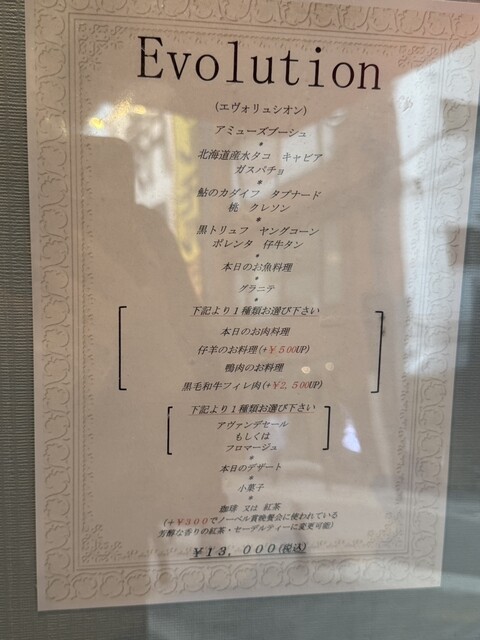 Evolution
(エヴォリュシオン)
アミューズブーシュ
*
北海道産水タコ　キャビア
ガスパチョ
*
鮎のカダイフ　タプナード
桃　クレソン
*
黒トリュフ　ヤングコーン
ポレンタ　仔牛タン
*
本日のお魚料理
*
グラニテ
*
下記より１種類お選び下さい
本日のお肉料理
仔羊のお料理(+￥500UP)
鴨肉のお料理
黒毛和牛フィレ肉(+￥2,500UP)
下記より１種類お選び下さい
アヴァンデセール
もしくは
フロマージュ
*
本日のデザート
*
小菓子
*
珈琲 又は 紅茶
(+￥300でノーベル賞晩餐会に使われている
芳醇な香りの紅茶・セーデルティーに変更可能)
￥13,000(税込)